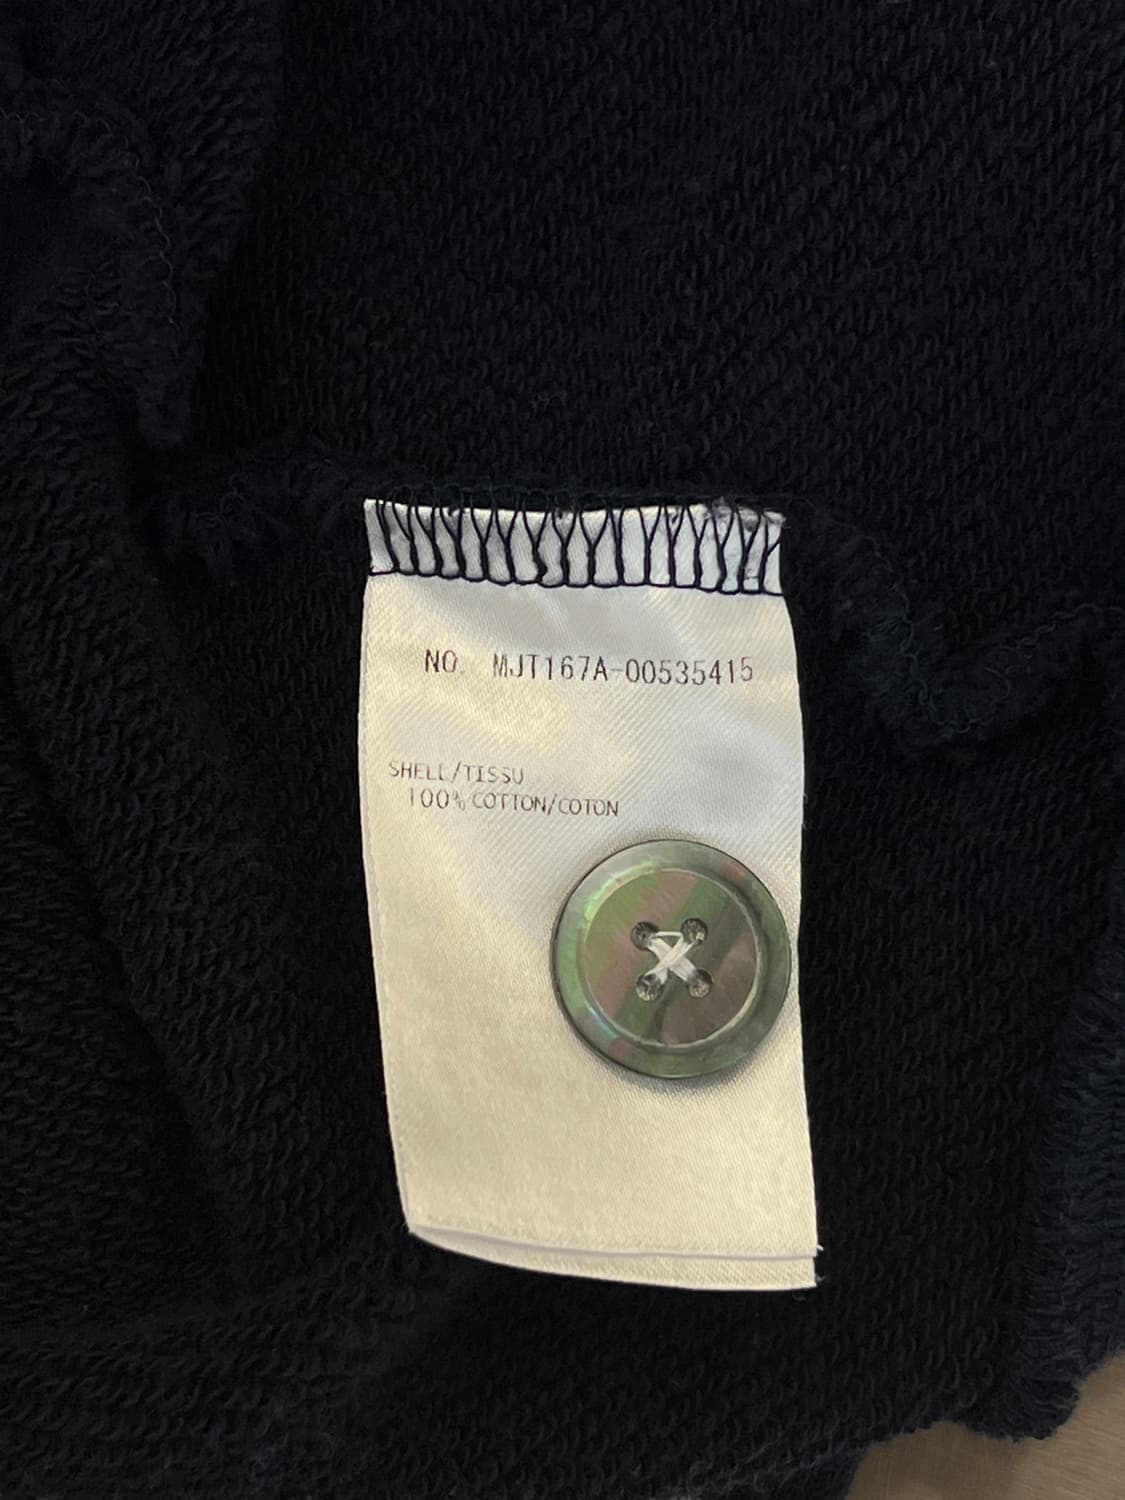 NO. MJT167A-00535415
SHELL/TISSU
100% COTTON/COTON